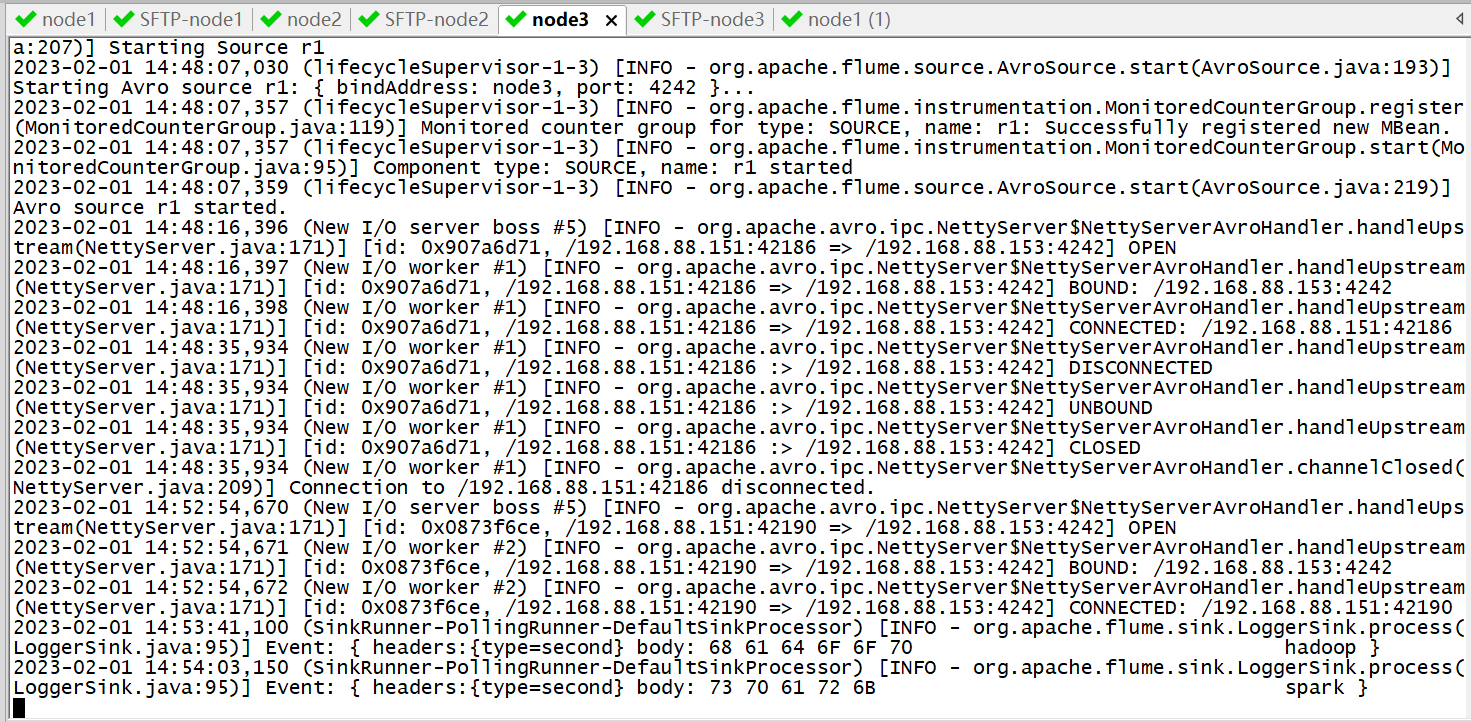 node1 SFTP-node1 node2 SFTP-node2 node3 × SFTP-node3 node1 (1)
a:207)] Starting Source r1
2023-02-01 14:48:07,030 (lifecycleSupervisor-1-3) [INFO - org.apache.flume.source.AvroSource.start(AvroSource.java:193)]
Starting Avro source r1: { bindAddress: node3, port: 4242 }...
2023-02-01 14:48:07,357 (lifecycleSupervisor-1-3) [INFO - org.apache.flume.instrumentation.MonitoredCounterGroup.register
(MonitoredCounterGroup.java:119)] Monitored counter group for type: SOURCE, name: r1: Successfully registered new MBean.
2023-02-01 14:48:07,357 (lifecycleSupervisor-1-3) [INFO - org.apache.flume.instrumentation.MonitoredCounterGroup.start(Mo
nitoredCounterGroup.java:95)] Component type: SOURCE, name: r1 started
2023-02-01 14:48:07,359 (lifecycleSupervisor-1-3) [INFO - org.apache.flume.source.AvroSource.start(AvroSource.java:219)]
Avro source r1 started.
2023-02-01 14:48:16,396 (New I/O server boss #5) [INFO - org.apache.avro.ipc.NettyServer$NettyServerAvroHandler.handleUps
tream(NettyServer.java:171)] [id: 0x907a6d71, /192.168.88.151:42186 => /192.168.88.153:4242] OPEN
2023-02-01 14:48:16,397 (New I/O worker #1) [INFO - org.apache.avro.ipc.NettyServer$NettyServerAvroHandler.handleUpstream
(NettyServer.java:171)] [id: 0x907a6d71, /192.168.88.151:42186 => /192.168.88.153:4242] BOUND: /192.168.88.153:4242
2023-02-01 14:48:16,398 (New I/O worker #1) [INFO - org.apache.avro.ipc.NettyServer$NettyServerAvroHandler.handleUpstream
(NettyServer.java:171)] [id: 0x907a6d71, /192.168.88.151:42186 => /192.168.88.153:4242] CONNECTED: /192.168.88.151:42186
2023-02-01 14:48:35,934 (New I/O worker #1) [INFO - org.apache.avro.ipc.NettyServer$NettyServerAvroHandler.handleUpstream
(NettyServer.java:171)] [id: 0x907a6d71, /192.168.88.151:42186 :> /192.168.88.153:4242] DISCONNECTED
2023-02-01 14:48:35,934 (New I/O worker #1) [INFO - org.apache.avro.ipc.NettyServer$NettyServerAvroHandler.handleUpstream
(NettyServer.java:171)] [id: 0x907a6d71, /192.168.88.151:42186 :> /192.168.88.153:4242] UNBOUND
2023-02-01 14:48:35,934 (New I/O worker #1) [INFO - org.apache.avro.ipc.NettyServer$NettyServerAvroHandler.handleUpstream
(NettyServer.java:171)] [id: 0x907a6d71, /192.168.88.151:42186 :> /192.168.88.153:4242] CLOSED
2023-02-01 14:48:35,934 (New I/O worker #1) [INFO - org.apache.avro.ipc.NettyServer$NettyServerAvroHandler.channelClosed(
NettyServer.java:209)] Connection to /192.168.88.151:42186 disconnected.
2023-02-01 14:52:54,670 (New I/O server boss #5) [INFO - org.apache.avro.ipc.NettyServer$NettyServerAvroHandler.handleUps
tream(NettyServer.java:171)] [id: 0x0873f6ce, /192.168.88.151:42190 => /192.168.88.153:4242] OPEN
2023-02-01 14:52:54,671 (New I/O worker #2) [INFO - org.apache.avro.ipc.NettyServer$NettyServerAvroHandler.handleUpstream
(NettyServer.java:171)] [id: 0x0873f6ce, /192.168.88.151:42190 => /192.168.88.153:4242] BOUND: /192.168.88.153:4242
2023-02-01 14:52:54,672 (New I/O worker #2) [INFO - org.apache.avro.ipc.NettyServer$NettyServerAvroHandler.handleUpstream
(NettyServer.java:171)] [id: 0x0873f6ce, /192.168.88.151:42190 => /192.168.88.153:4242] CONNECTED: /192.168.88.151:42190
2023-02-01 14:53:41,100 (SinkRunner-PollingRunner-DefaultSinkProcessor) [INFO - org.apache.flume.sink.LoggerSink.process(
LoggerSink.java:95)] Event: { headers:{type=second} body: 68 61 64 6F 6F 70 hadoop }
2023-02-01 14:54:03,150 (SinkRunner-PollingRunner-DefaultSinkProcessor) [INFO - org.apache.flume.sink.LoggerSink.process(
LoggerSink.java:95)] Event: { headers:{type=second} body: 73 70 61 72 6B spark }